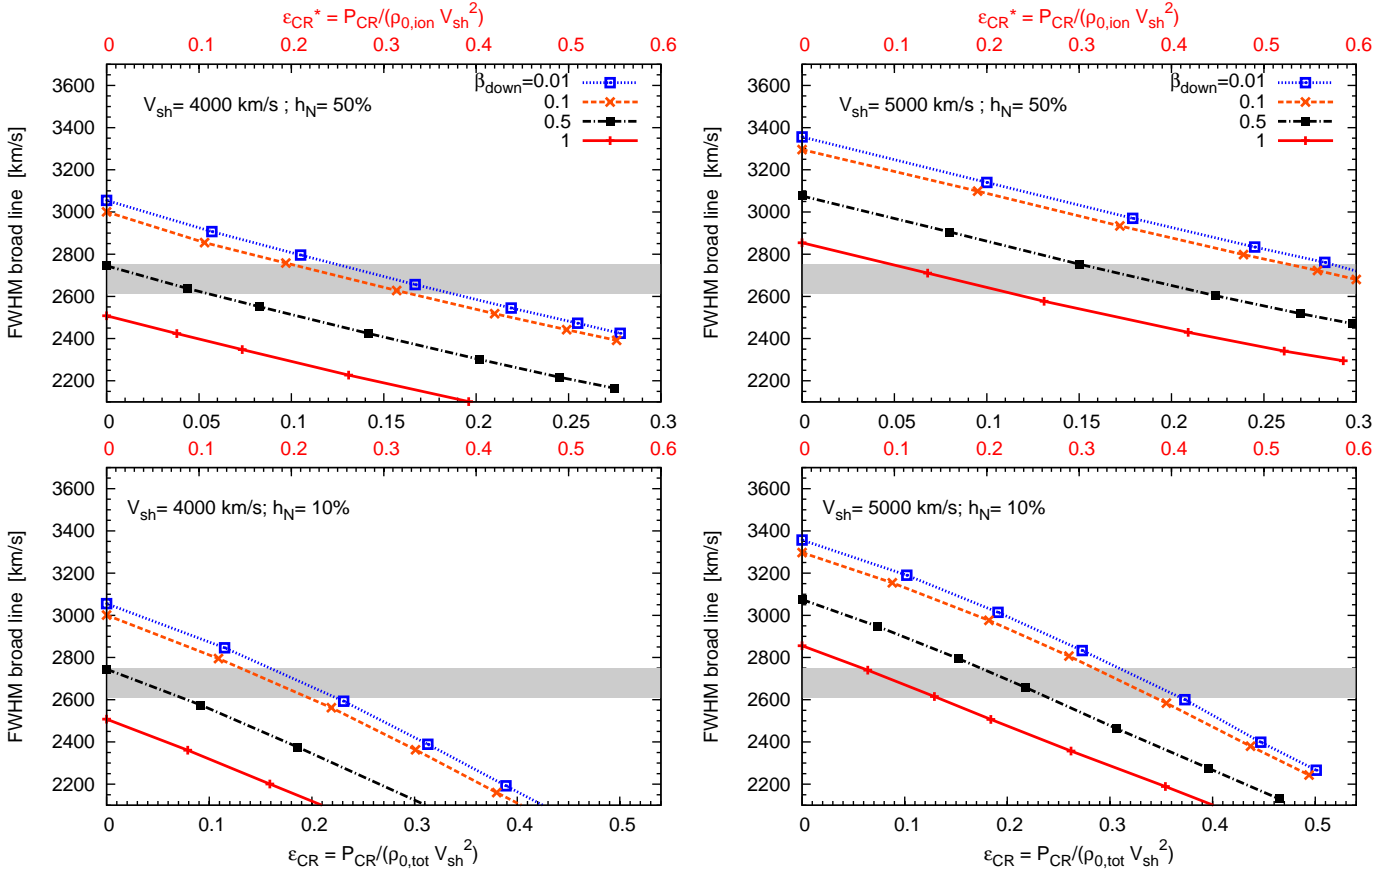 ε_CR* = P_CR/(ρ_0,ion V_sh^2)
0 0.1 0.2 0.3 0.4 0.5 0.6
3600
3400
3200
3000
2800
2600
2400
2200
FWHM broad line [km/s]
V_sh= 4000 km/s ; h_N= 50%
β_down=0.01
0.1
0.5
1
0 0.05 0.1 0.15 0.2 0.25 0.3
ε_CR* = P_CR/(ρ_0,ion V_sh^2)
0 0.1 0.2 0.3 0.4 0.5 0.6
3600
3400
3200
3000
2800
2600
2400
2200
FWHM broad line [km/s]
V_sh= 5000 km/s ; h_N= 50%
β_down=0.01
0.1
0.5
1
0 0.05 0.1 0.15 0.2 0.25 0.3
0 0.1 0.2 0.3 0.4 0.5 0.6
3600
3400
3200
3000
2800
2600
2400
2200
FWHM broad line [km/s]
V_sh= 4000 km/s; h_N= 10%
0 0.1 0.2 0.3 0.4 0.5
ε_CR = P_CR/(ρ_0,tot V_sh^2)
0 0.1 0.2 0.3 0.4 0.5 0.6
3600
3400
3200
3000
2800
2600
2400
2200
FWHM broad line [km/s]
V_sh= 5000 km/s; h_N= 10%
0 0.1 0.2 0.3 0.4 0.5
ε_CR = P_CR/(ρ_0,tot V_sh^2)